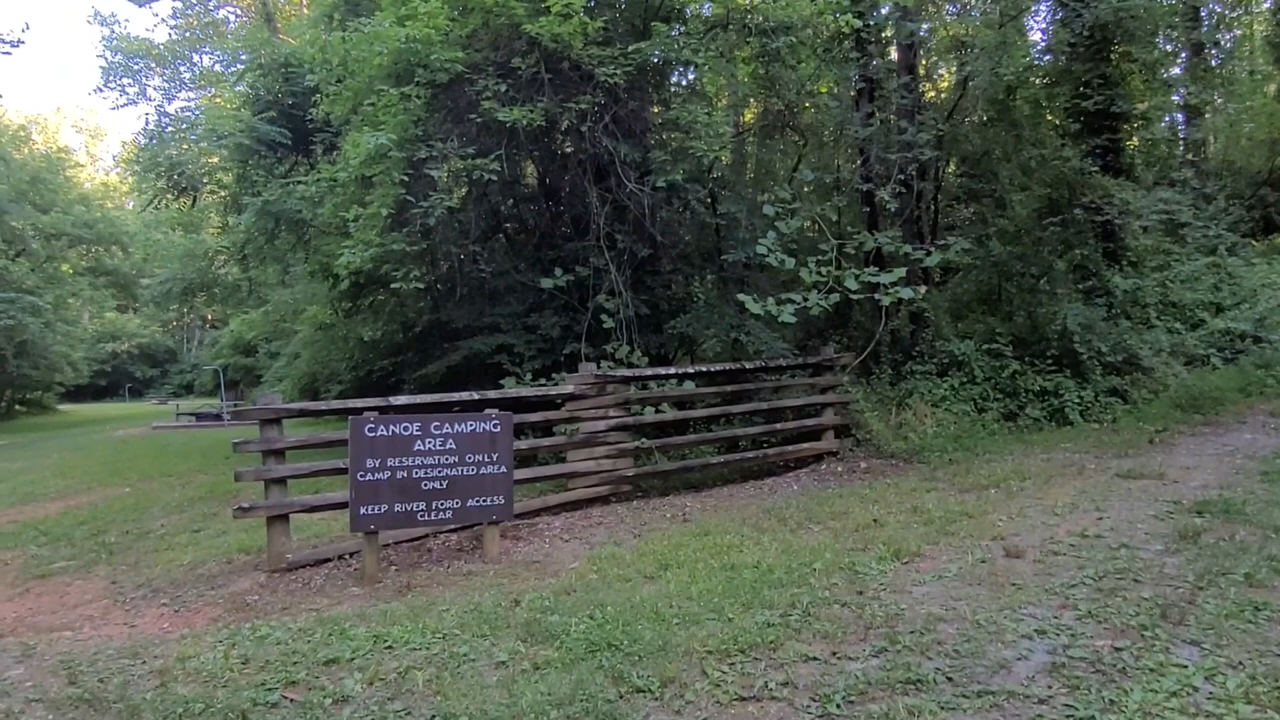 CANOE CAMPING
AREA
BY RESERVATION ONLY
CAMP IN DESIGNATED AREA
ONLY
KEEP RIVER FORD ACCESS
CLEAR